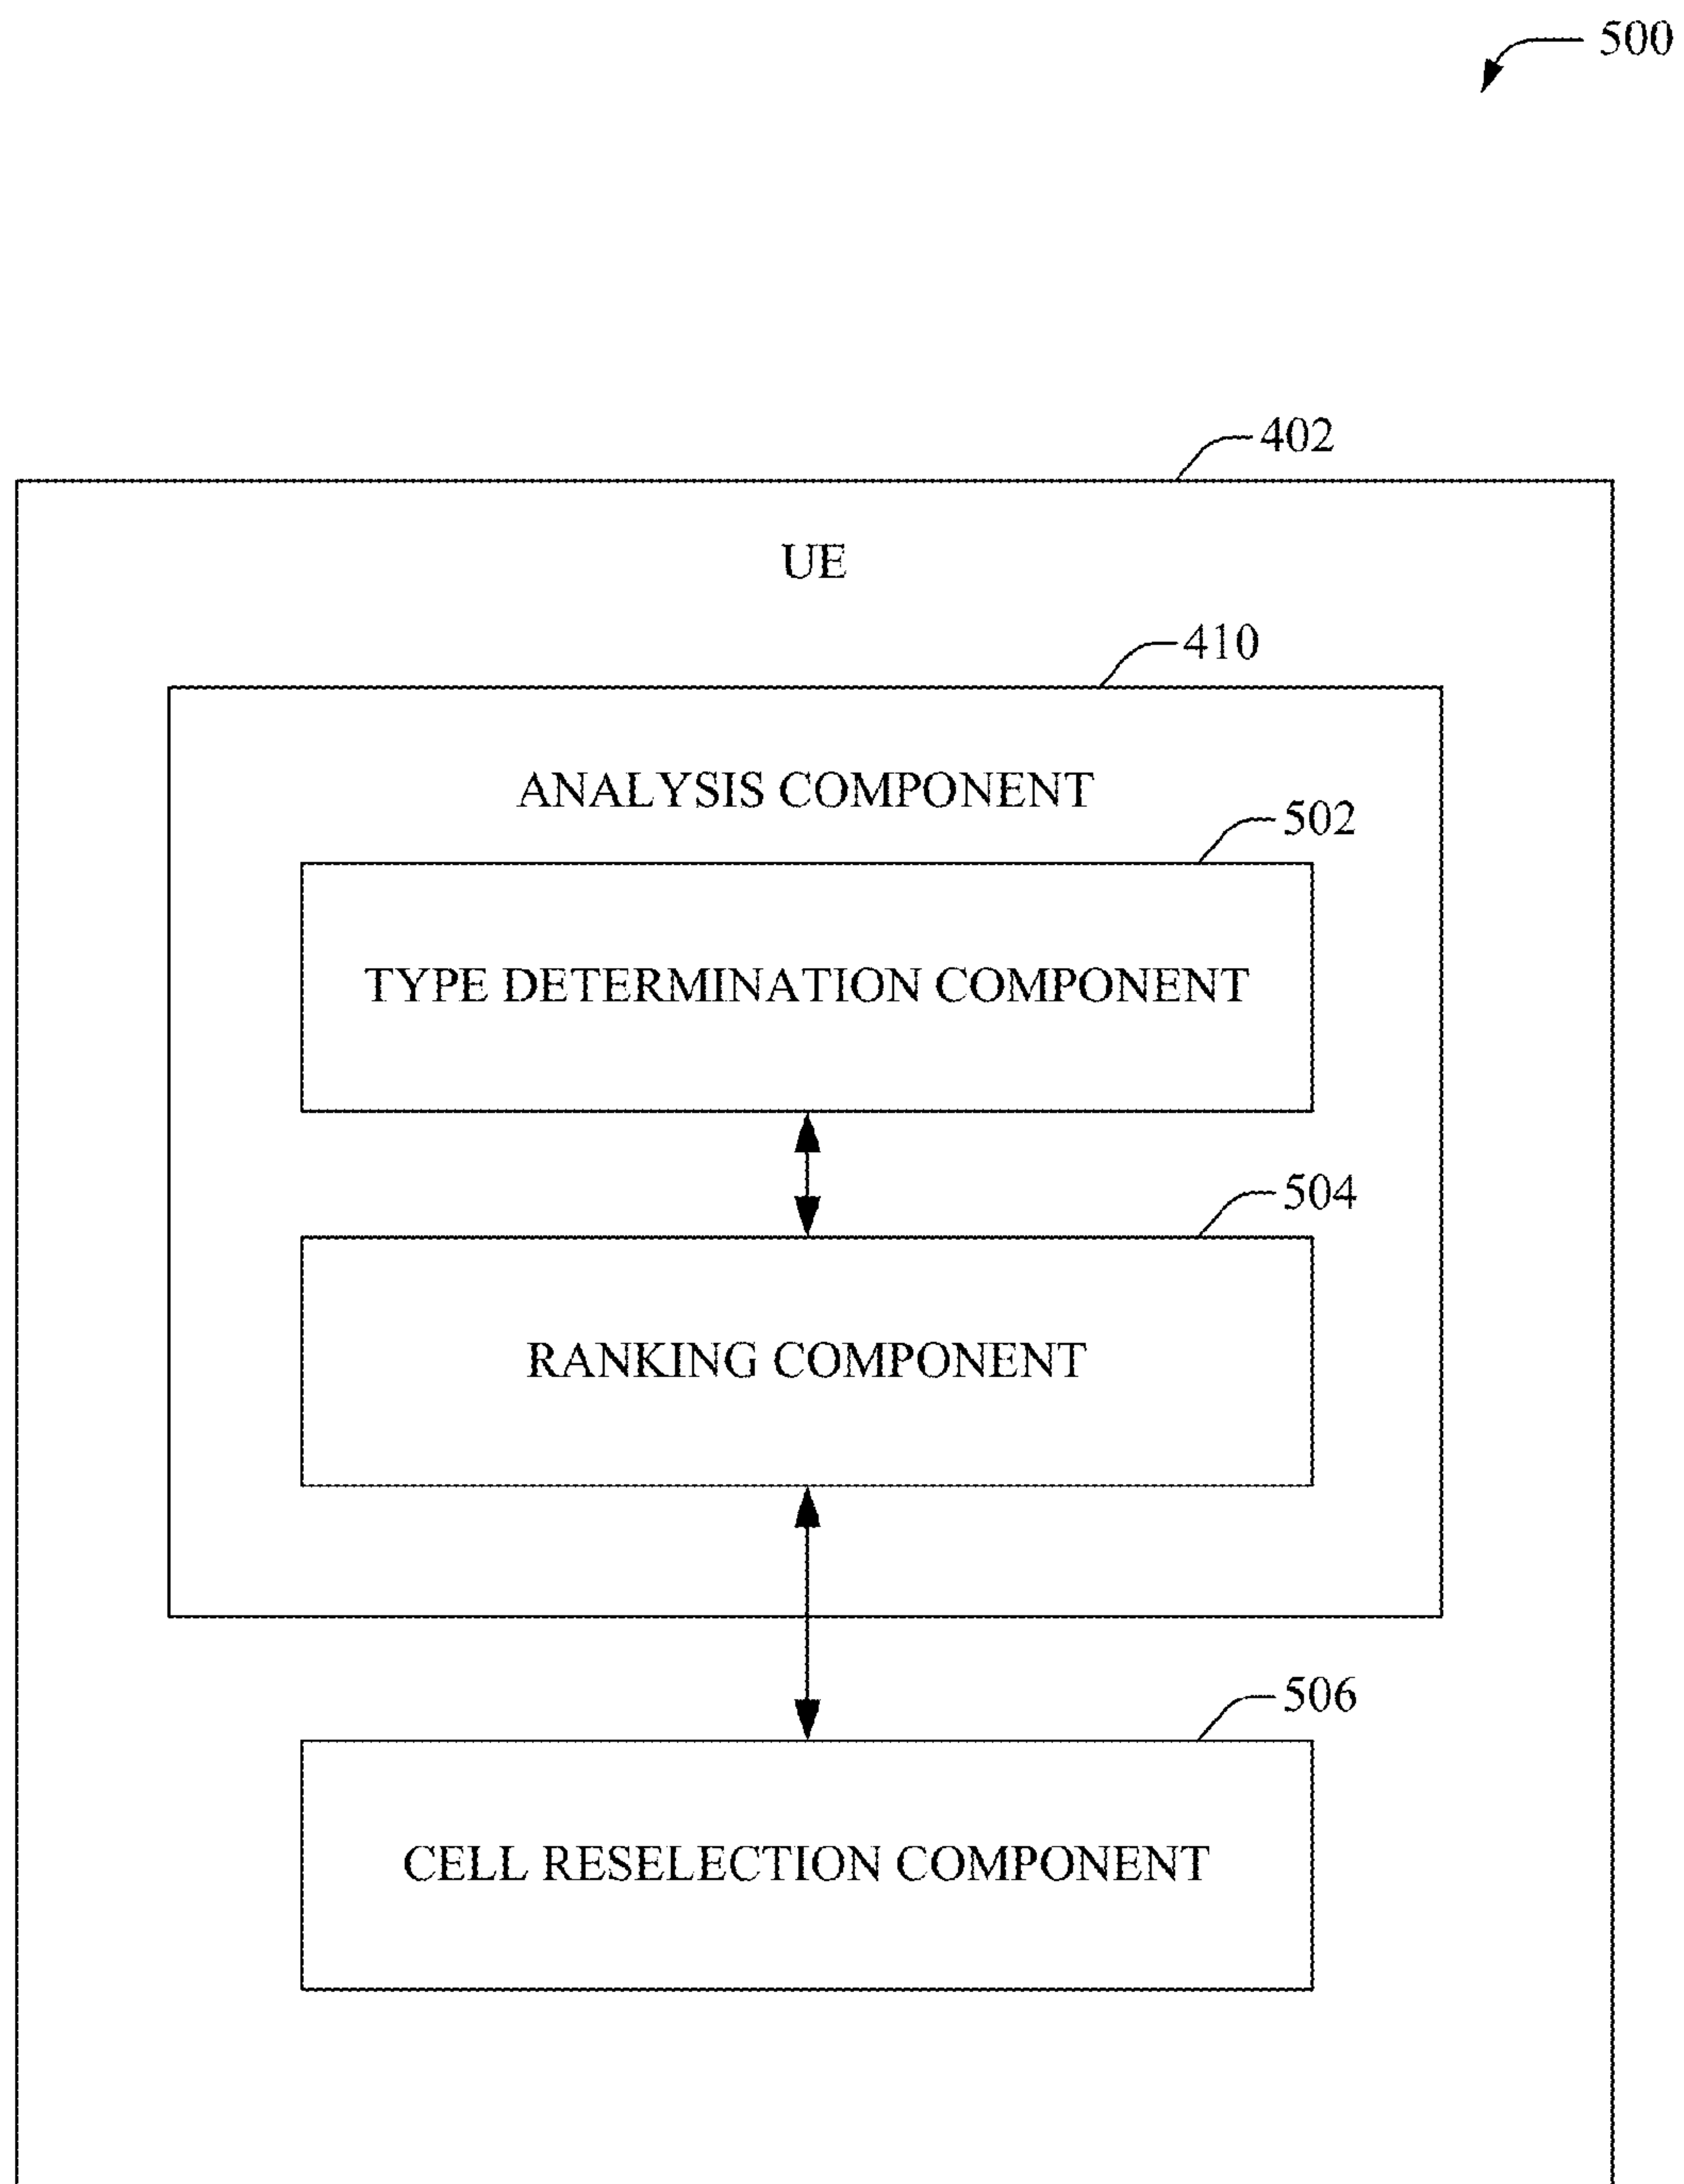 500
402
UE
410
ANALYSIS COMPONENT
502
TYPE DETERMINATION COMPONENT
504
RANKING COMPONENT
506
CELL RESELECTION COMPONENT